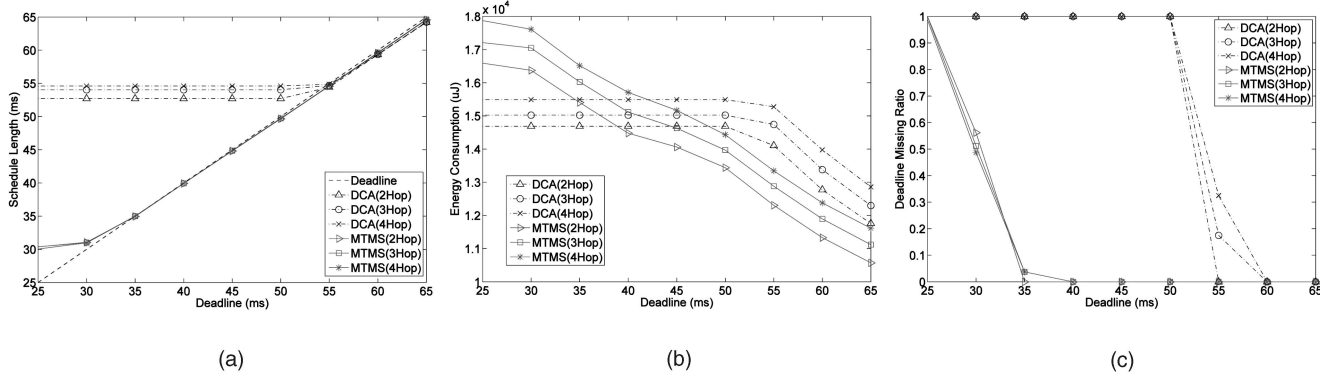 65
60
55
50
45
40
35
30
25
25 30 35 40 45 50 55 60 65
Schedule Length (ms)
Deadline (ms)
Deadline
DCA(2Hop)
DCA(3Hop)
DCA(4Hop)
MTMS(2Hop)
MTMS(3Hop)
MTMS(4Hop)
(a)
1.8 x 10^4
1.7
1.6
1.5
1.4
1.3
1.2
1.1
1
25 30 35 40 45 50 55 60 65
Energy Consumption (uJ)
Deadline (ms)
DCA(2Hop)
DCA(3Hop)
DCA(4Hop)
MTMS(2Hop)
MTMS(3Hop)
MTMS(4Hop)
(b)
1
0.9
0.8
0.7
0.6
0.5
0.4
0.3
0.2
0.1
0
25 30 35 40 45 50 55 60 65
Deadline Missing Ratio
Deadline (ms)
DCA(2Hop)
DCA(3Hop)
DCA(4Hop)
MTMS(2Hop)
MTMS(3Hop)
MTMS(4Hop)
(c)